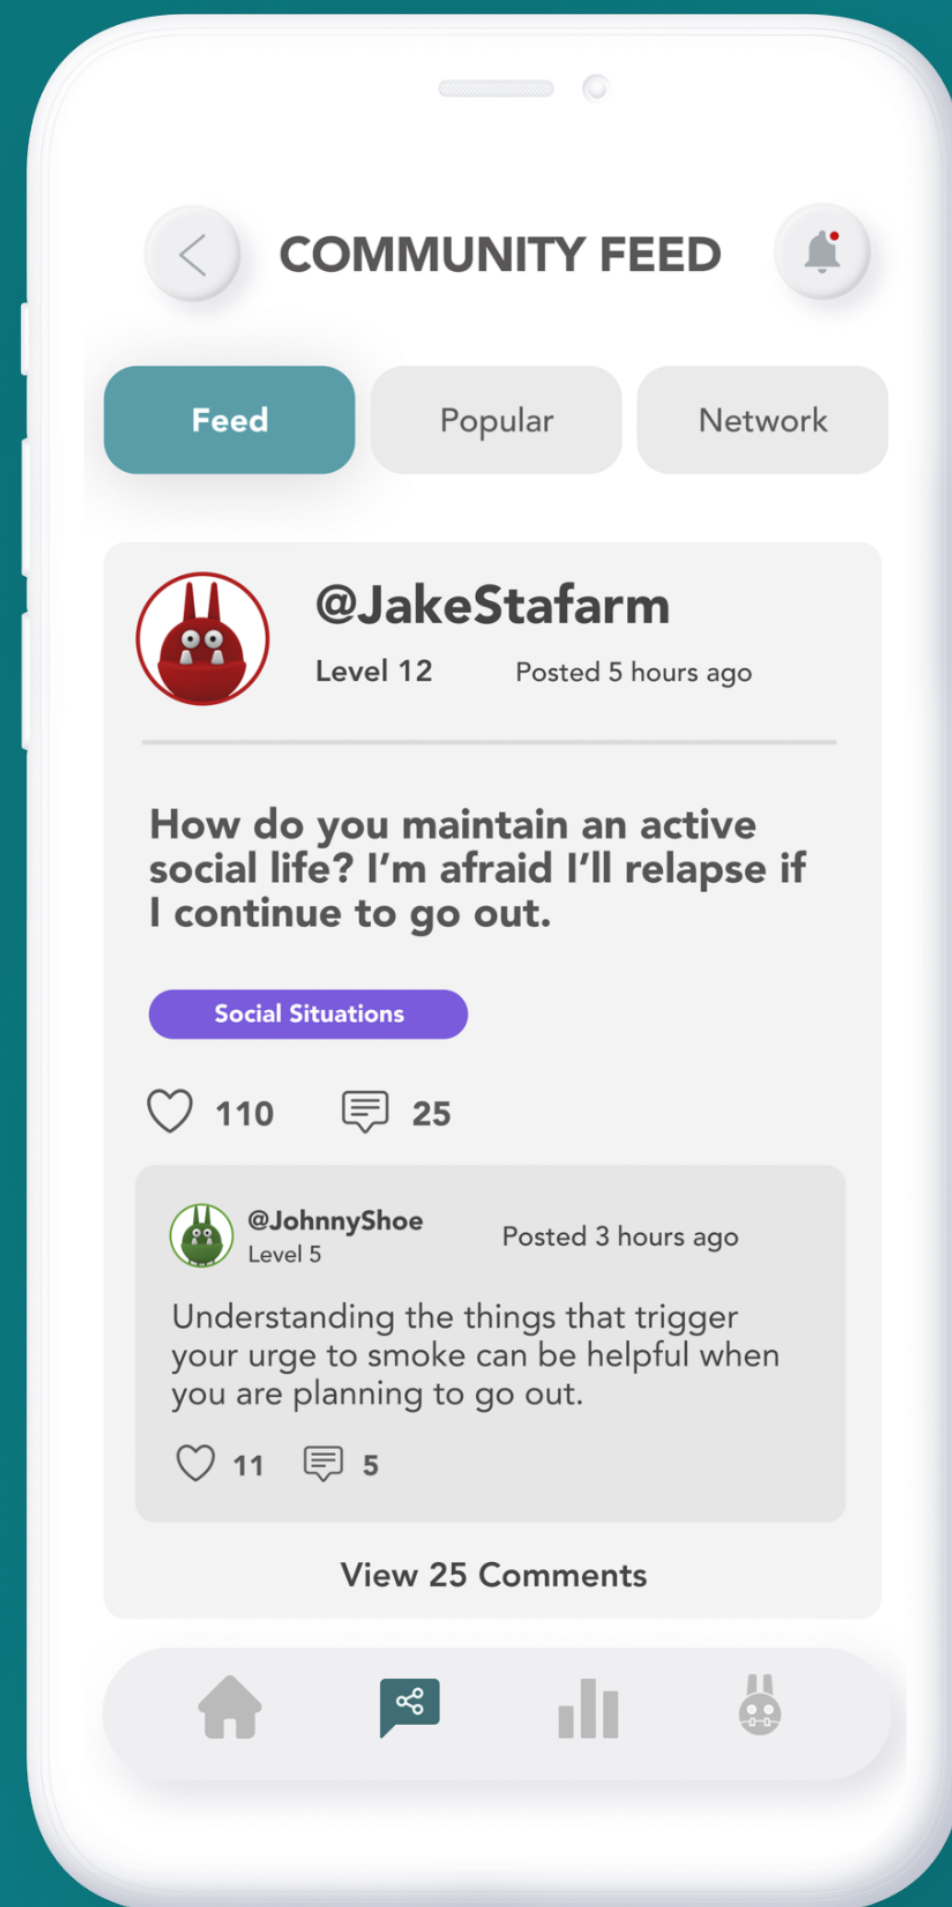 COMMUNITY FEED
Feed
Popular
Network
@JakeStafarm
Level 12
Posted 5 hours ago
How do you maintain an active
social life? I’m afraid I’ll relapse if
I continue to go out.
Social Situations
110
25
@JohnnyShoe
Level 5
Posted 3 hours ago
Understanding the things that trigger
your urge to smoke can be helpful when
you are planning to go out.
11
5
View 25 Comments